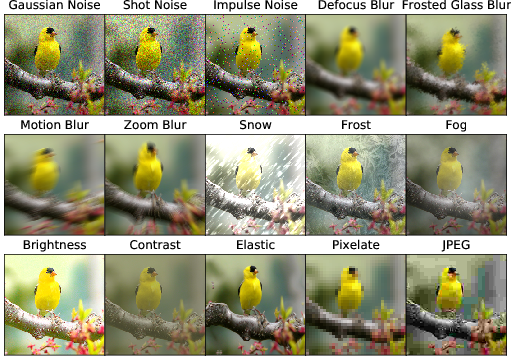 Gaussian Noise Shot Noise Impulse Noise Defocus Blur Frosted Glass Blur
Motion Blur Zoom Blur Snow Frost Fog
Brightness Contrast Elastic Pixelate JPEG